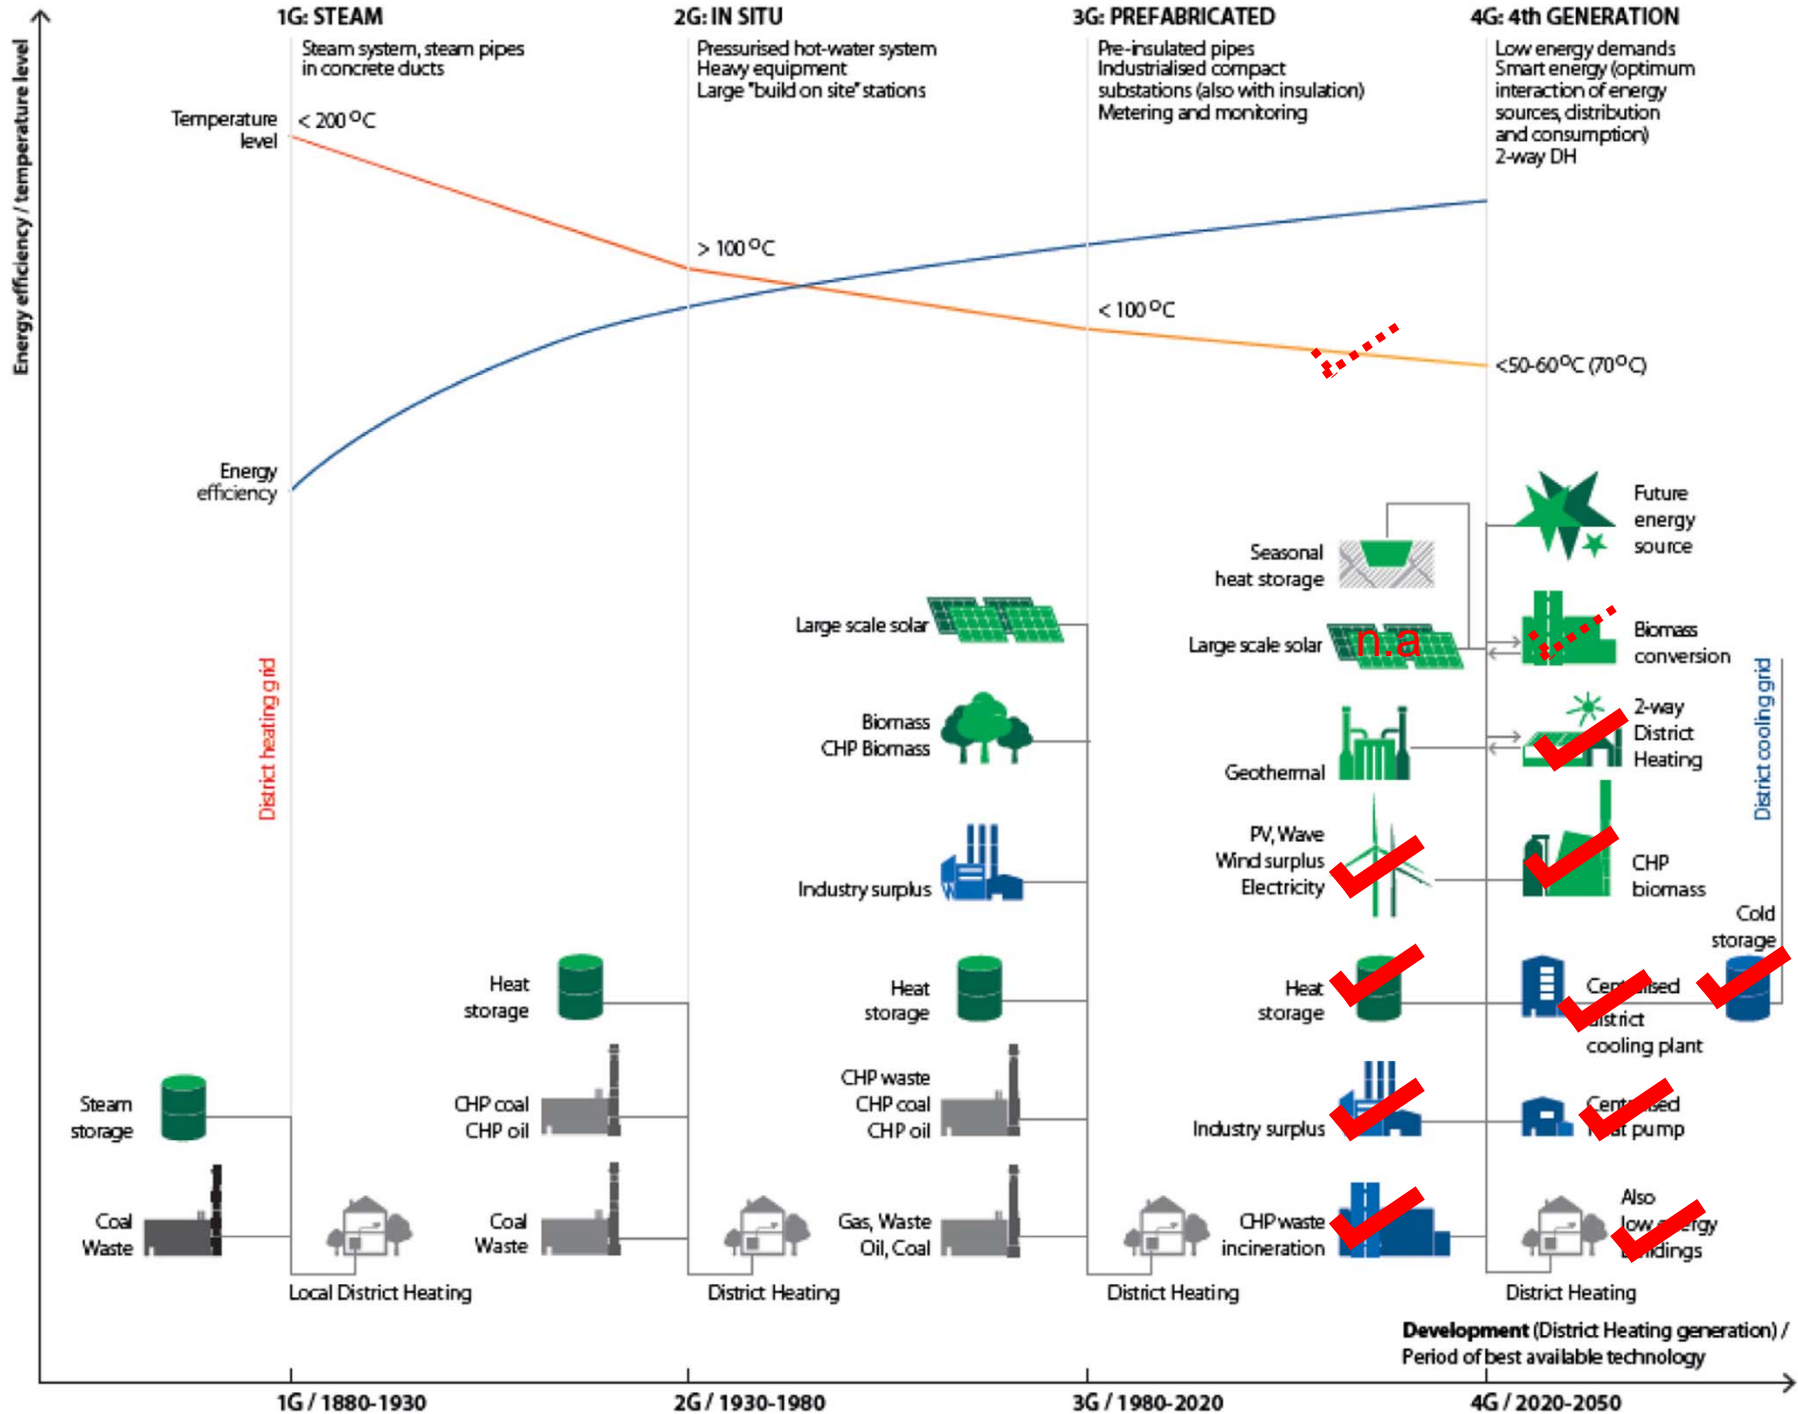 1G: STEAM
Steam system, steam pipes
in concrete ducts
2G: IN SITU
Pressurised hot-water system
Heavy equipment
Large "build on site" stations
3G: PREFABRICATED
Pre-insulated pipes
Industrialised compact
substations (also with insulation)
Metering and monitoring
4G: 4th GENERATION
Low energy demands
Smart energy (optimum
interaction of energy
sources, distribution
and consumption)
2-way DH
Energy efficiency / temperature level
Temperature
level
< 200 °C
> 100 °C
< 100 °C
<50-60°C (70°C)
Energy
efficiency
District heating grid
Steam
storage
Coal
Waste
Local District Heating
Heat
storage
CHP coal
CHP oil
Coal
Waste
District Heating
Large scale solar
Biomass
CHP Biomass
Industry surplus
Heat
storage
CHP waste
CHP coal
CHP oil
Gas, Waste
Oil, Coal
District Heating
Seasonal
heat storage
Large scale solar
n.a
Geothermal
PV, Wave
Wind surplus
Electricity
Heat
storage
Industry surplus
CHP waste
incineration
Future
energy
source
Biomass
conversion
2-way
District
Heating
CHP
biomass
Cold
storage
District cooling grid
cooling plant
pump
Also
low
District Heating
Development (District Heating generation) /
Period of best available technology
1G / 1880-1930
2G / 1930-1980
3G / 1980-2020
4G / 2020-2050